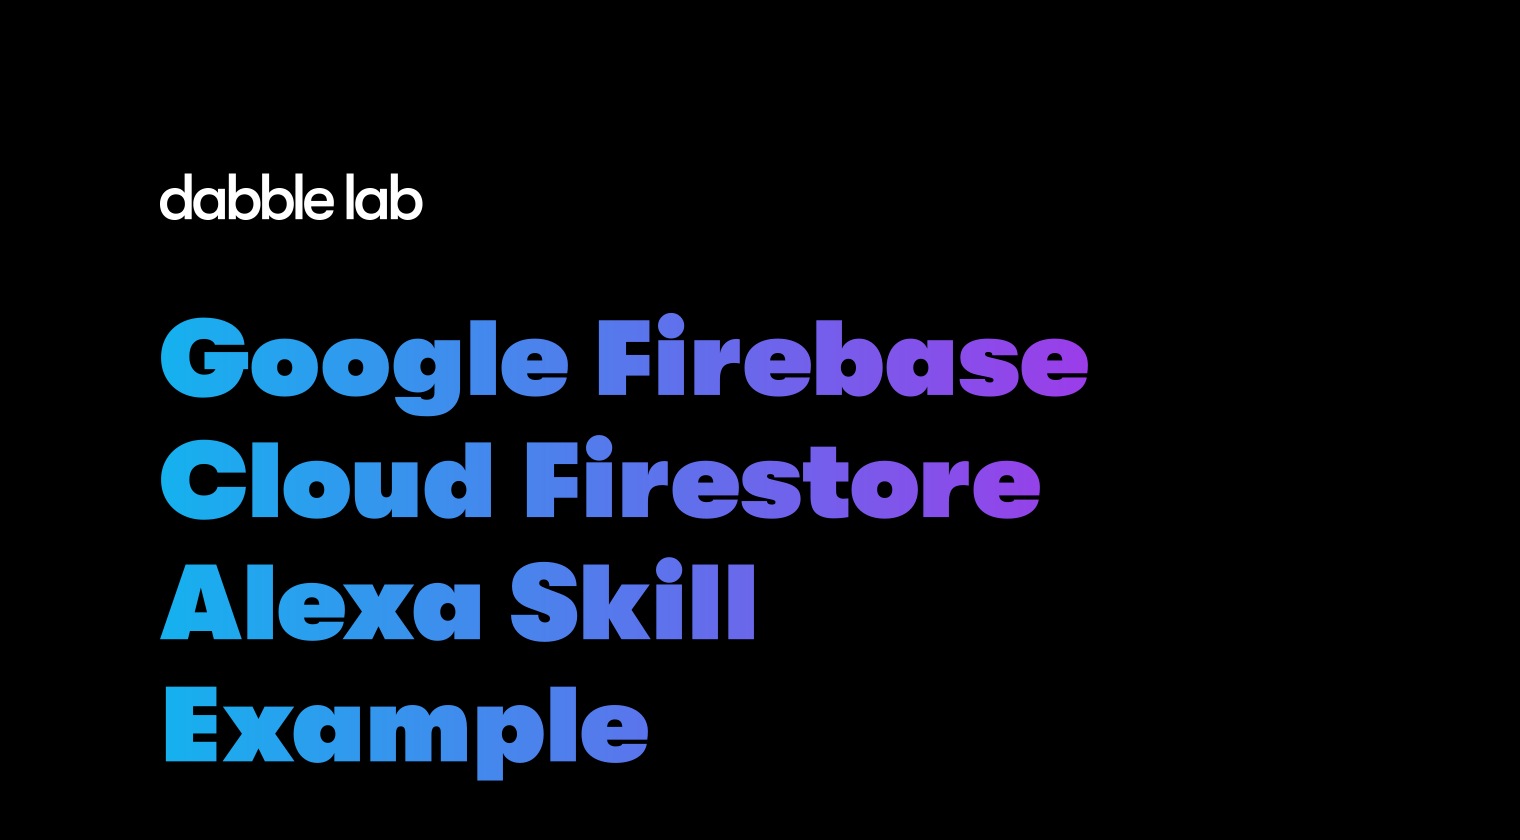 dabble lab
Google Firebase
Cloud Firestore
Alexa Skill
Example